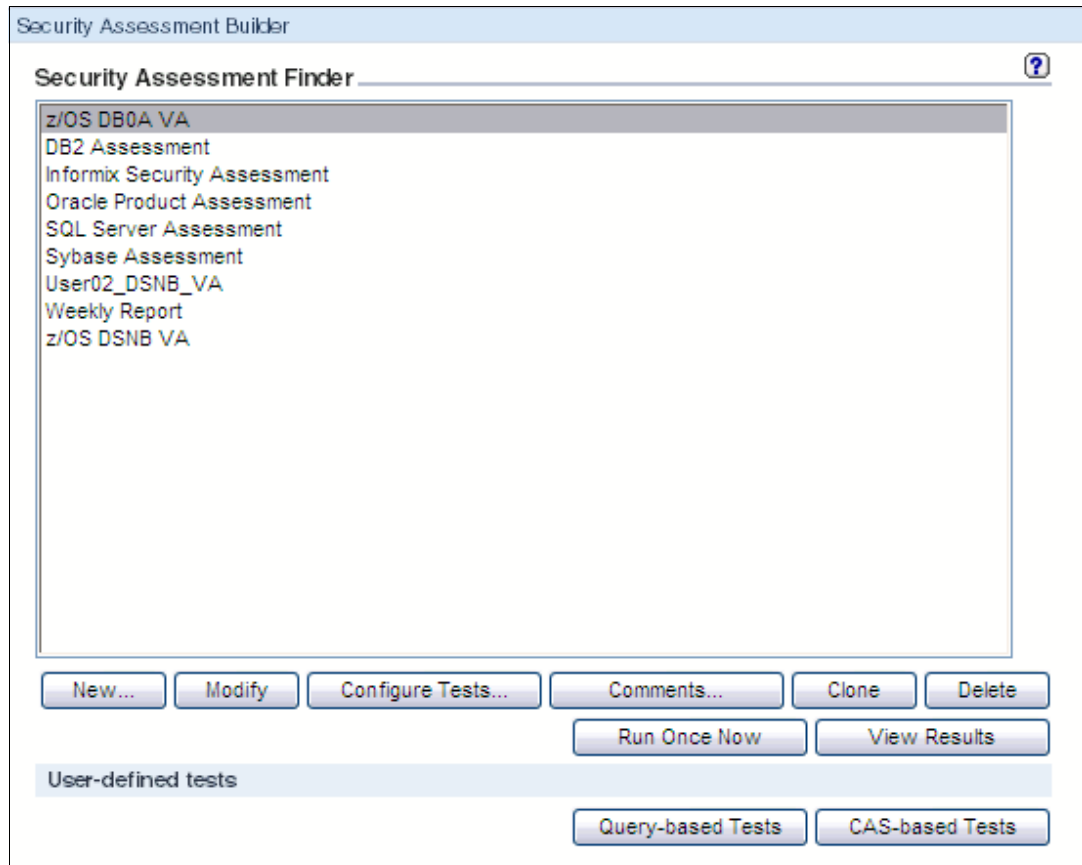 Security Assessment Builder
Security Assessment Finder
?
z/OS DB0A VA
DB2 Assessment
Informix Security Assessment
Oracle Product Assessment
SQL Server Assessment
Sybase Assessment
User02_DSNB_VA
Weekly Report
z/OS DSNB VA
New... Modify Configure Tests... Comments... Clone Delete
Run Once Now View Results
User-defined tests
Query-based Tests CAS-based Tests